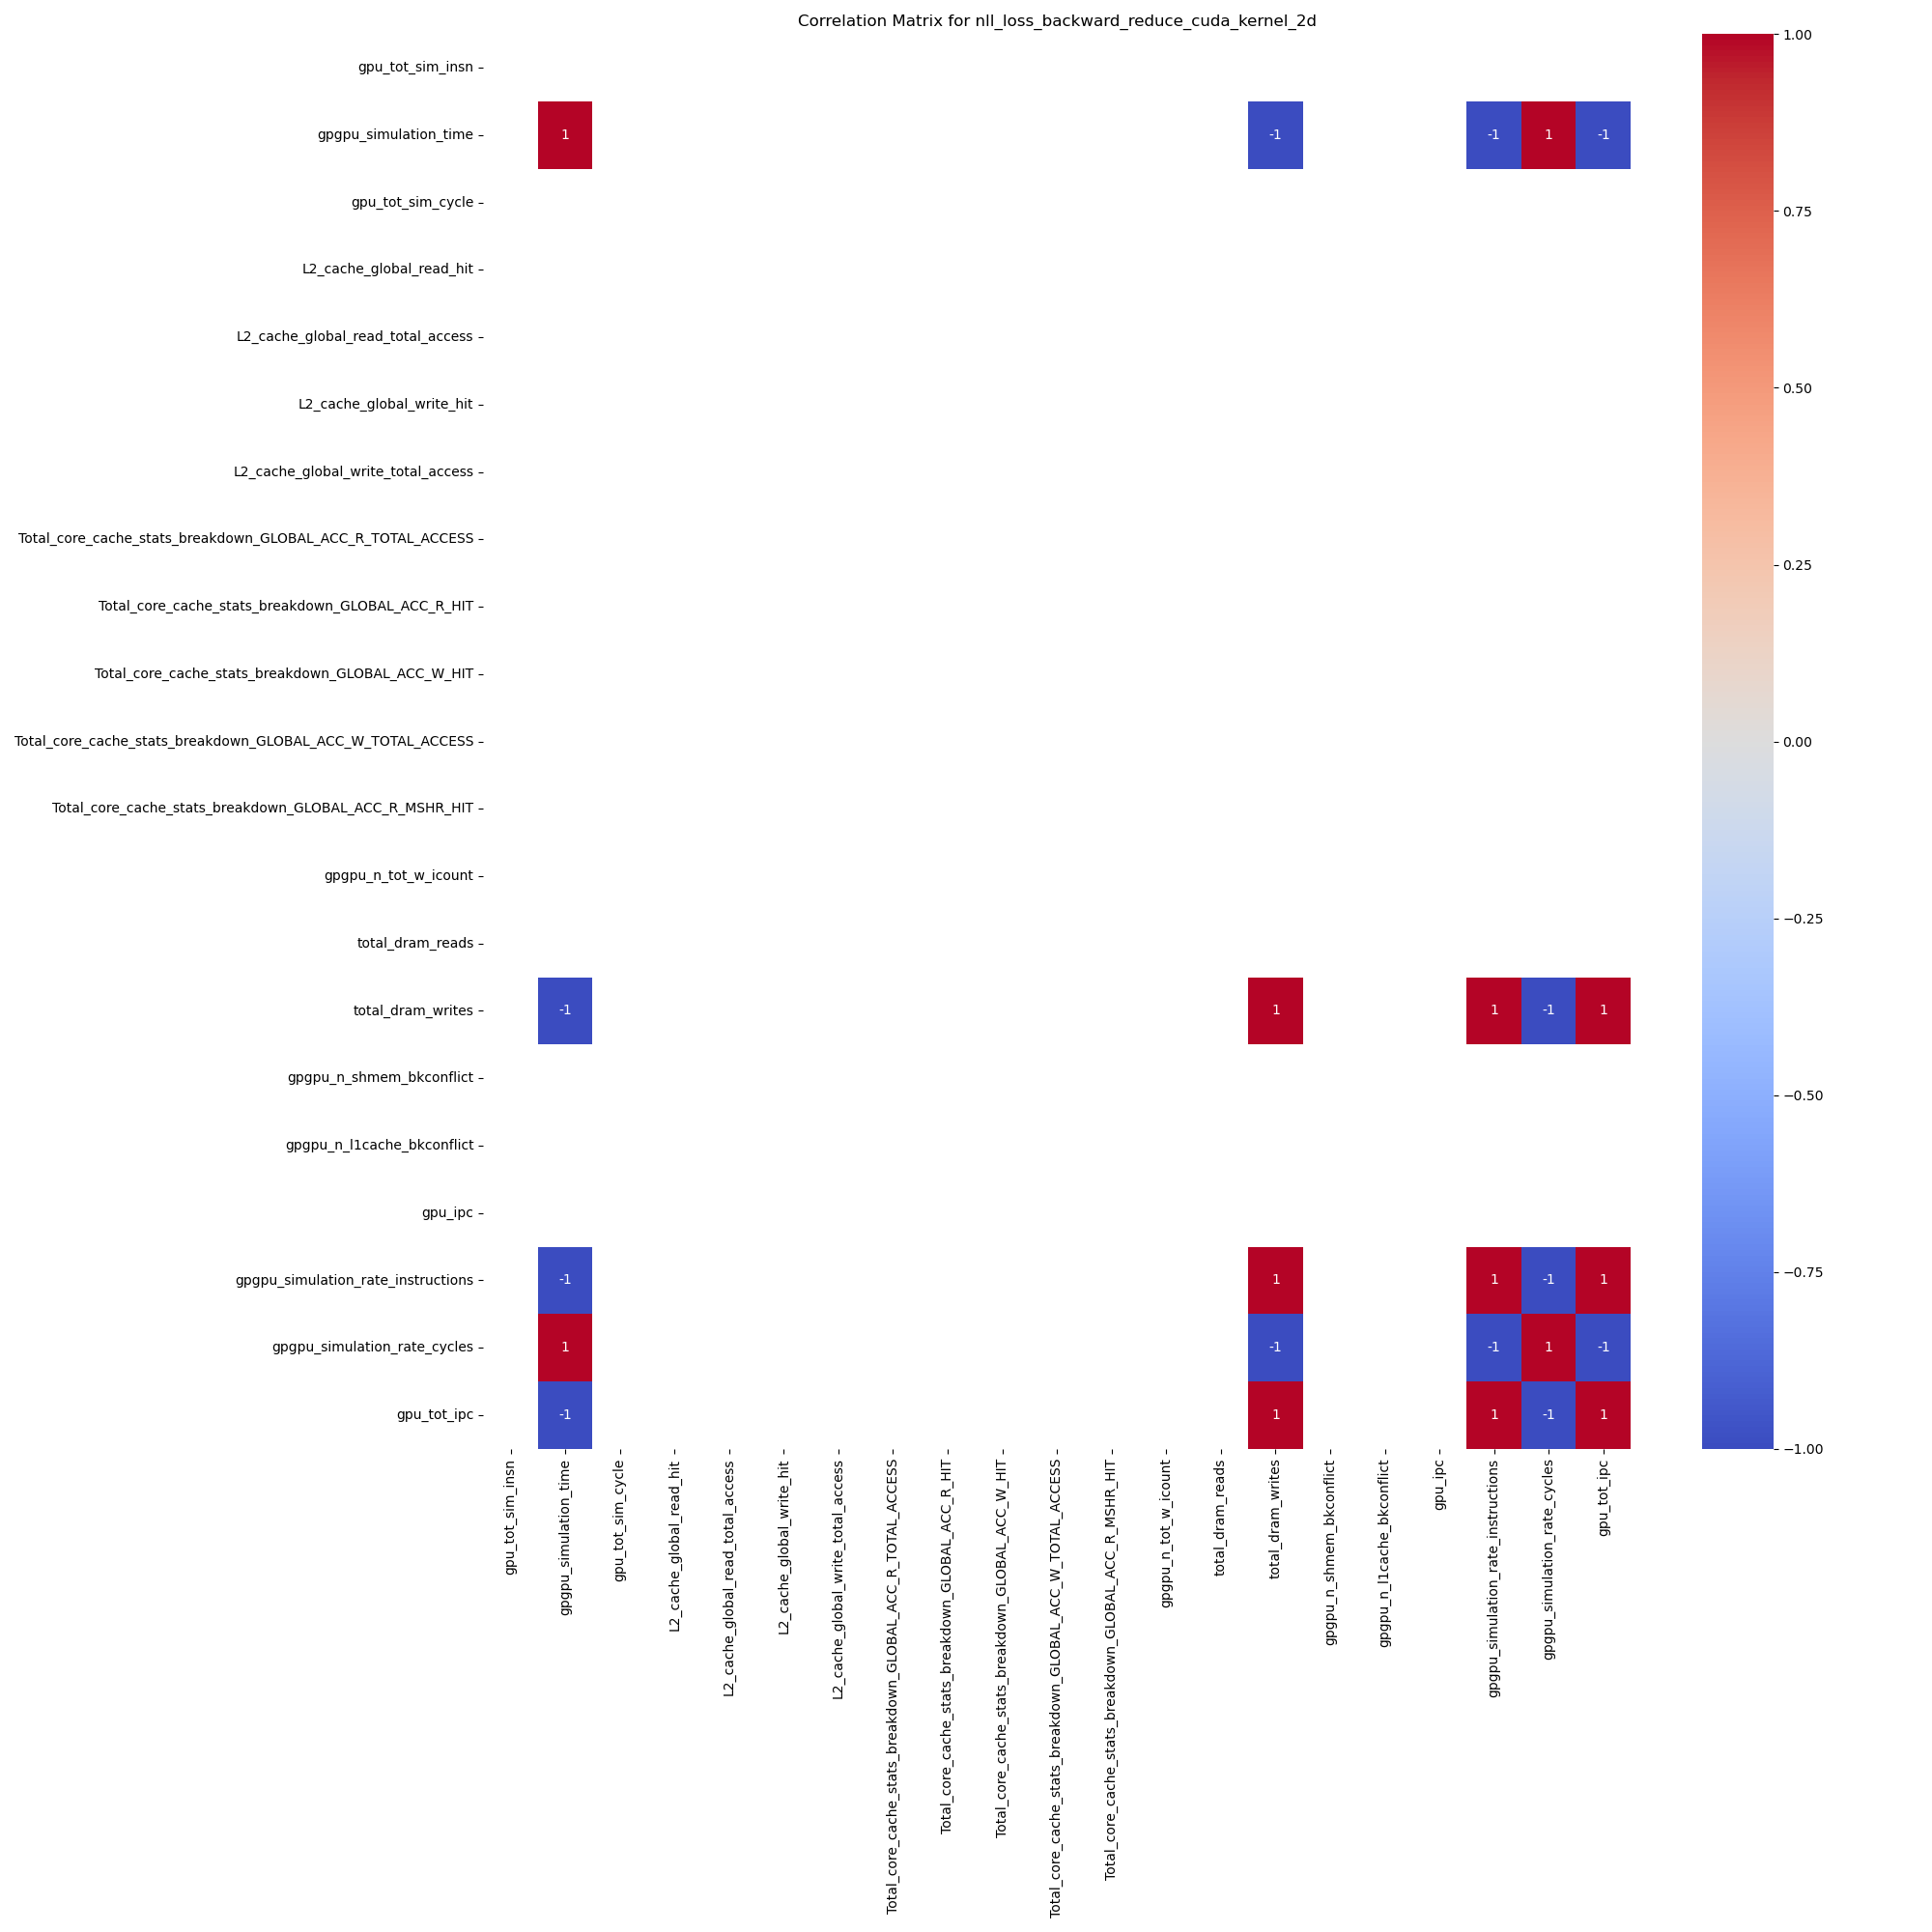 Correlation Matrix for nll_loss_backward_reduce_cuda_kernel_2d
gpu_tot_sim_insn
gpgpu_simulation_time
1 -1 -1 1 -1
gpu_tot_sim_cycle
L2_cache_global_read_hit
L2_cache_global_read_total_access
L2_cache_global_write_hit
L2_cache_global_write_total_access
Total_core_cache_stats_breakdown_GLOBAL_ACC_R_TOTAL_ACCESS
Total_core_cache_stats_breakdown_GLOBAL_ACC_R_HIT
Total_core_cache_stats_breakdown_GLOBAL_ACC_W_HIT
Total_core_cache_stats_breakdown_GLOBAL_ACC_W_TOTAL_ACCESS
Total_core_cache_stats_breakdown_GLOBAL_ACC_R_MSHR_HIT
gpgpu_n_tot_w_icount
total_dram_reads
total_dram_writes
-1 1 1 -1 1
gpgpu_n_shmem_bkconflict
gpgpu_n_l1cache_bkconflict
gpu_ipc
gpgpu_simulation_rate_instructions
-1 1 1 -1 1
gpgpu_simulation_rate_cycles
1 -1 -1 1 -1
gpu_tot_ipc
-1 1 1 -1 1
gpu_tot_sim_insn
gpgpu_simulation_time
gpu_tot_sim_cycle
L2_cache_global_read_hit
L2_cache_global_read_total_access
L2_cache_global_write_hit
L2_cache_global_write_total_access
Total_core_cache_stats_breakdown_GLOBAL_ACC_R_TOTAL_ACCESS
Total_core_cache_stats_breakdown_GLOBAL_ACC_R_HIT
Total_core_cache_stats_breakdown_GLOBAL_ACC_W_HIT
Total_core_cache_stats_breakdown_GLOBAL_ACC_W_TOTAL_ACCESS
Total_core_cache_stats_breakdown_GLOBAL_ACC_R_MSHR_HIT
gpgpu_n_tot_w_icount
total_dram_reads
total_dram_writes
gpgpu_n_shmem_bkconflict
gpgpu_n_l1cache_bkconflict
gpu_ipc
gpgpu_simulation_rate_instructions
gpgpu_simulation_rate_cycles
gpu_tot_ipc
1.00
0.75
0.50
0.25
0.00
−0.25
−0.50
−0.75
−1.00